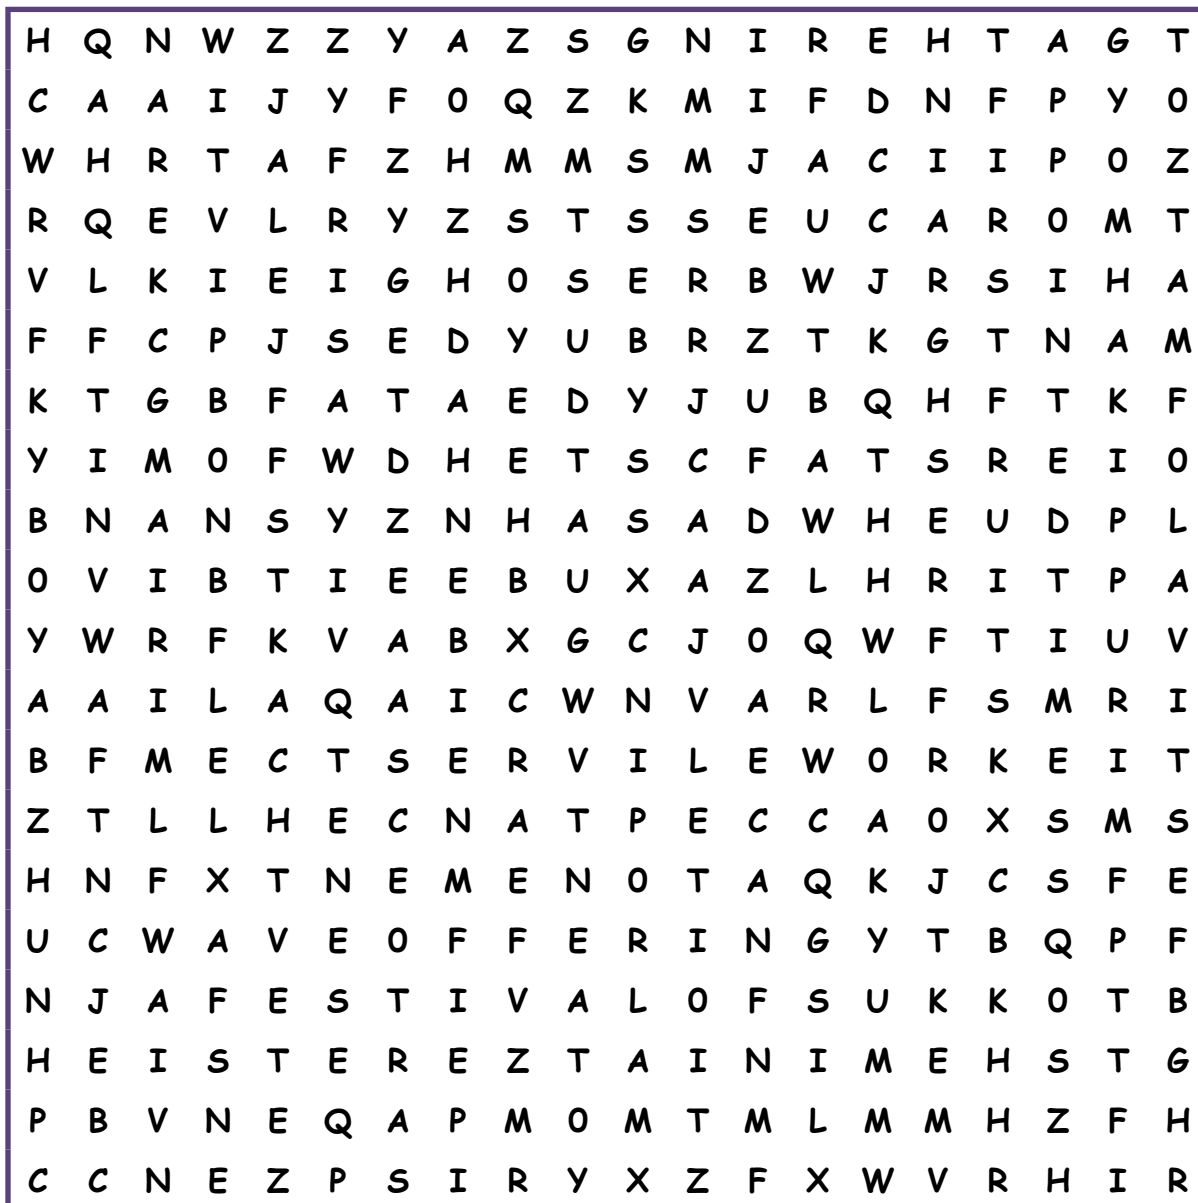 H Q N W Z Z Y A Z S G N I R E H T A G T
C A A I J Y F O Q Z K M I F D N F P Y O
W H R T A F Z H M M S M J A C I I P O Z
R Q E V L R Y Z S T S S E U C A R O M T
V L K I E I G H O S E R B W J R S I H A
F F C P J S E D Y U B R Z T K G T N A M
K T G B F A T A E D Y J U B Q H F T K F
Y I M O F W D H E T S C F A T S R E I O
B N A N S Y Z N H A S A D W H E U D P L
O V I B T I E E B U X A Z L H R I T P A
Y W R F K V A B X G C J O Q W F T I U V
A A I L A Q A I C W N V A R L F S M R I
B F M E C T S E R V I L E W O R K E I T
Z T L L H E C N A T P E C C A O X S M S
H N F X T N E M E N O T A Q K J C S F E
U C W A V E O F F E R I N G Y T B Q P F
N J A F E S T I V A L O F S U K K O T B
H E I S T E R E Z T A I N I M E H S T G
P B V N E Q A P M O M T M L M M H Z F H
C C N E Z P S I R Y X Z F X W V R H I R